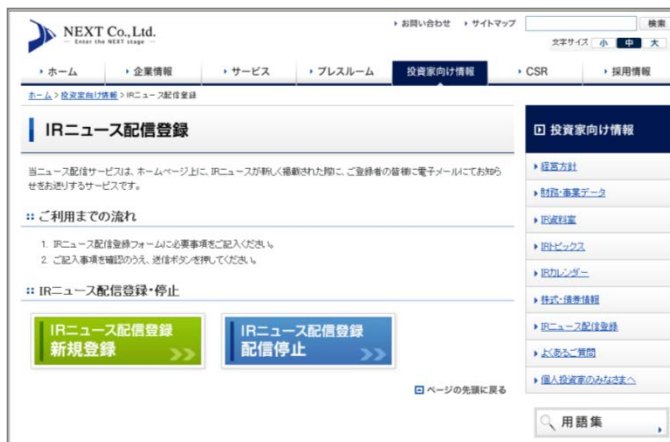 NEXT Co.,Ltd.
Enter the NEXT stage
お問い合わせ サイトマップ 検索
文字サイズ 小 中 大
ホーム 企業情報 サービス プレスルーム 投資家向け情報 CSR 採用情報
ホーム > 投資家向け情報 > IRニュース配信登録
IRニュース配信登録
当ニュース配信サービスは、ホームページ上に、IRニュースが新しく掲載された際に、ご登録者の皆様に電子メールにてお知ら
せをお送りするサービスです。
ご利用までの流れ
1. IRニュース配信登録フォームに必要事項をご記入ください。
2. ご記入事項を確認のうえ、送信ボタンを押してください。
IRニュース配信登録・停止
IRニュース配信登録
新規登録
IRニュース配信登録
配信停止
ページの先頭に戻る
投資家向け情報
経営方針
財務・事業データ
IR資料室
IRトピックス
IRカレンダー
株式・債券情報
IRニュース配信登録
よくあるご質問
個人投資家のみなさまへ
用語集